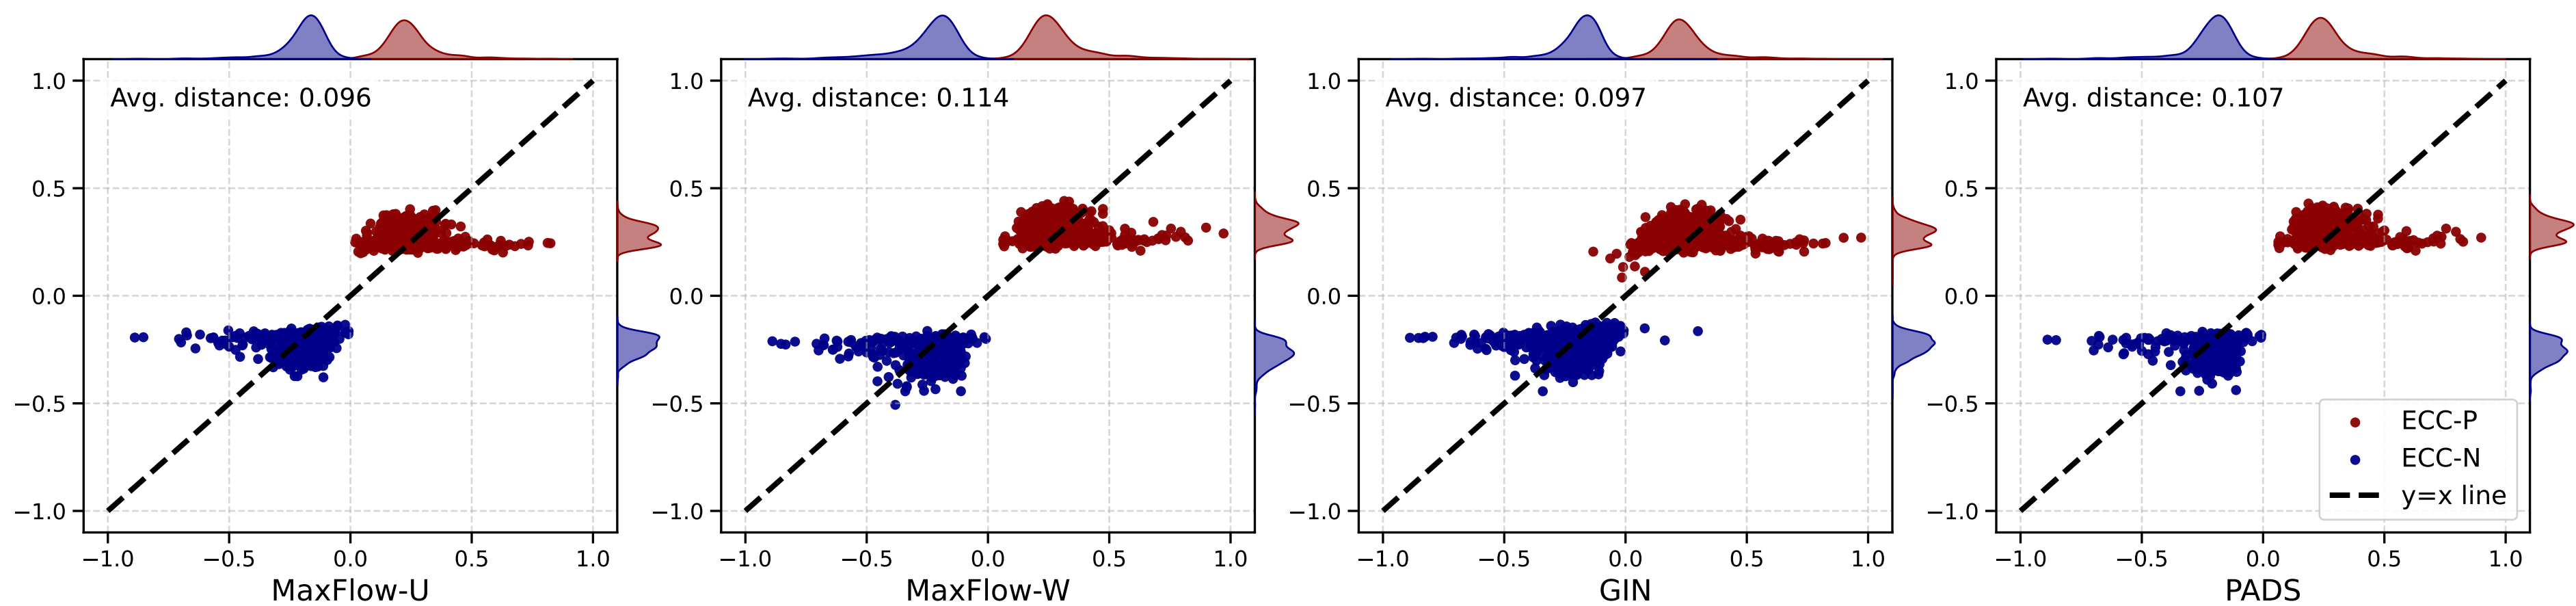 Avg. distance: 0.096
1.0
0.5
0.0
−0.5
−1.0
−1.0 −0.5 0.0 0.5 1.0
MaxFlow-U
Avg. distance: 0.114
1.0
0.5
0.0
−0.5
−1.0
−1.0 −0.5 0.0 0.5 1.0
MaxFlow-W
Avg. distance: 0.097
1.0
0.5
0.0
−0.5
−1.0
−1.0 −0.5 0.0 0.5 1.0
GIN
Avg. distance: 0.107
1.0
0.5
0.0
−0.5
−1.0
ECC-P
ECC-N
y=x line
−1.0 −0.5 0.0 0.5 1.0
PADS